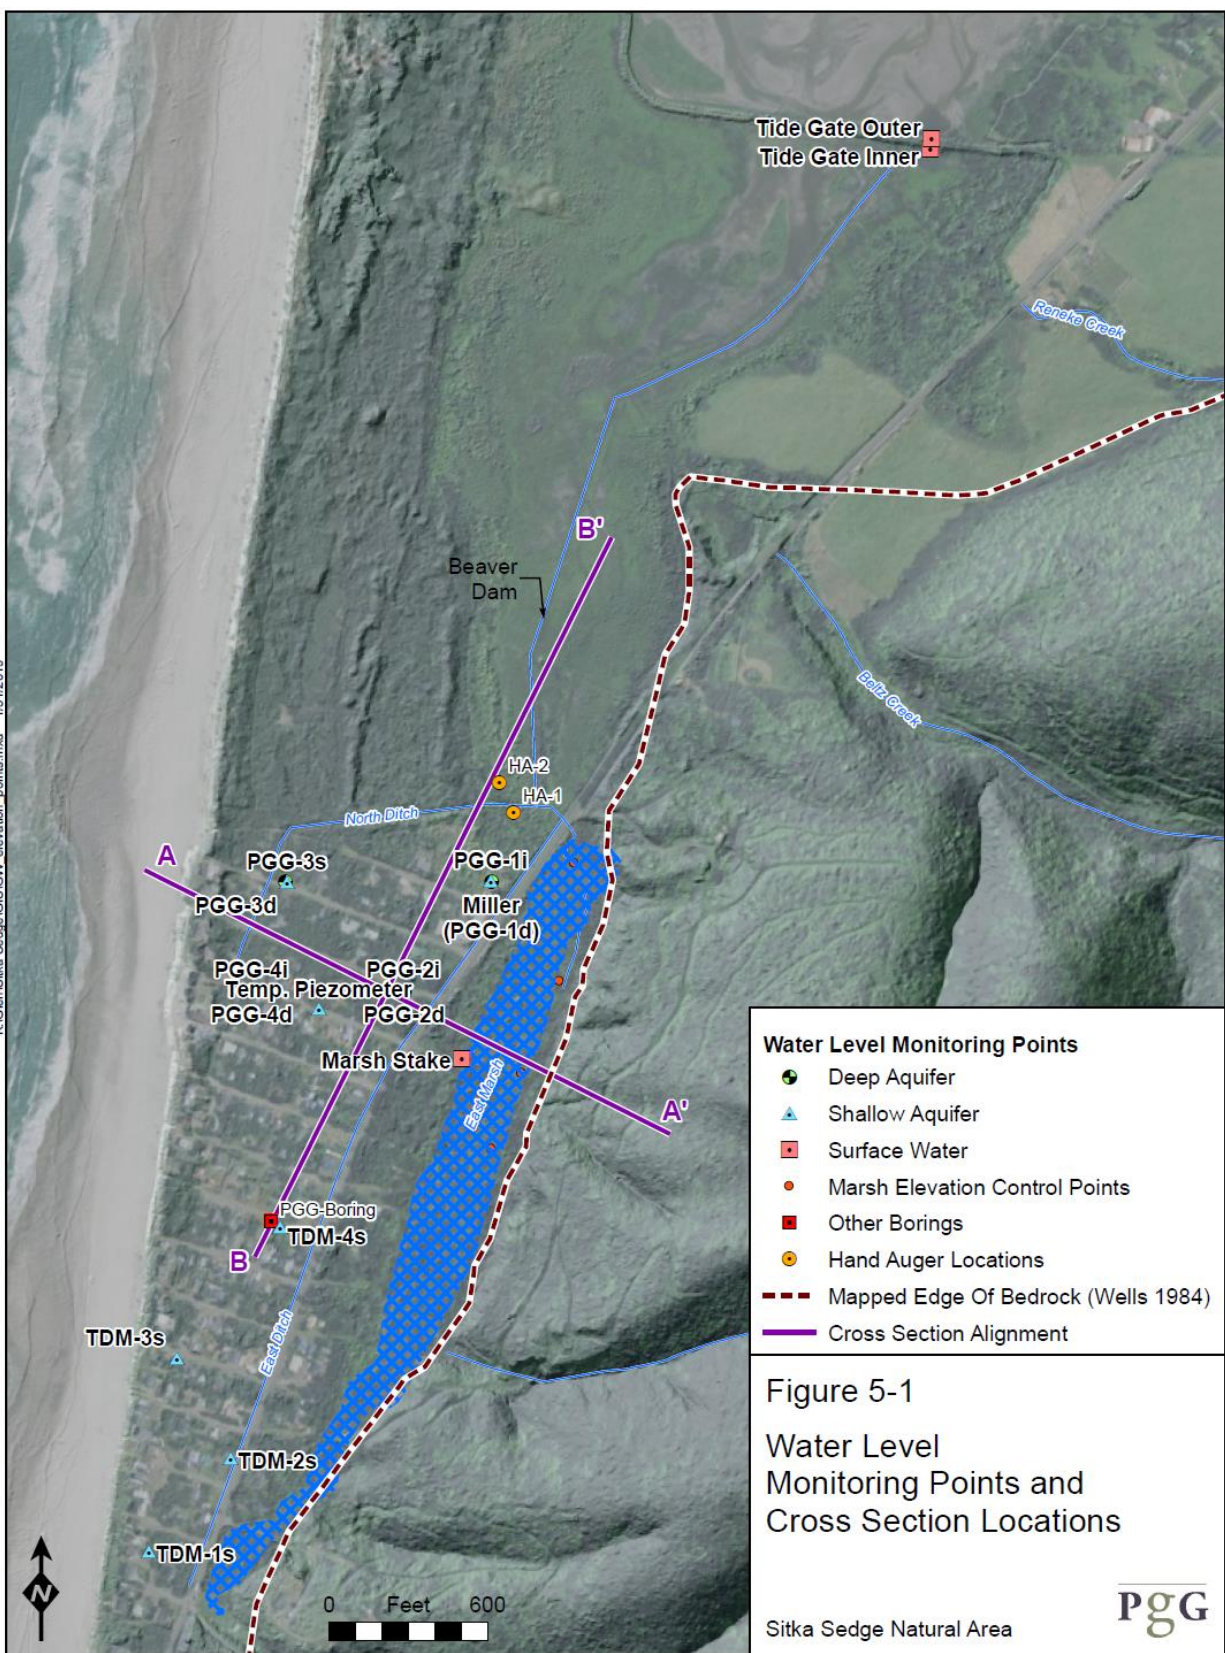 Tide Gate Outer
Tide Gate Inner
Reneke Creek
B'
Beaver
Dam
Beltz Creek
HA-2
HA-1
North Ditch
A
PGG-3s
PGG-1i
PGG-3d
Miller
(PGG-1d)
PGG-4i
PGG-2i
Temp. Piezometer
PGG-4d
PGG-2d
Marsh Stake
East Marsh
A'
PGG-Boring
TDM-4s
B
TDM-3s
East Ditch
TDM-2s
TDM-1s
N
0 Feet 600
Water Level Monitoring Points
Deep Aquifer
Shallow Aquifer
Surface Water
Marsh Elevation Control Points
Other Borings
Hand Auger Locations
Mapped Edge Of Bedrock (Wells 1984)
Cross Section Alignment
Figure 5-1
Water Level
Monitoring Points and
Cross Section Locations
Sitka Sedge Natural Area
PgG